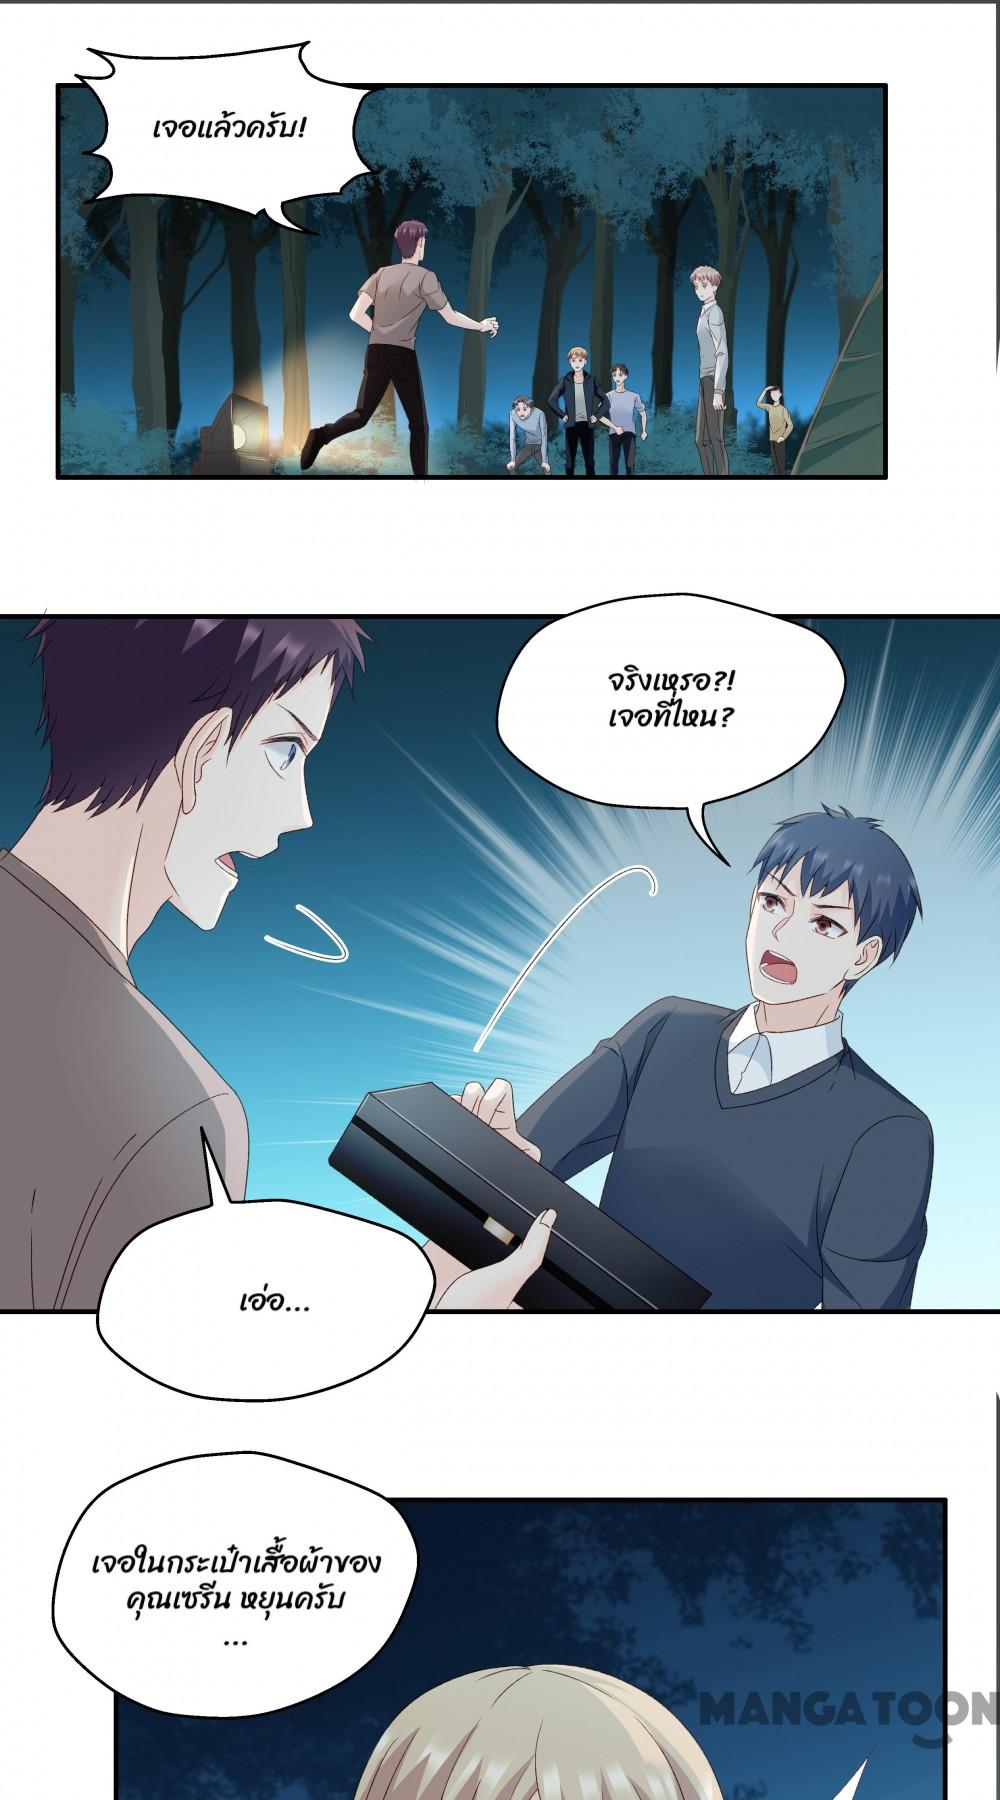 เจอแล้วครับ!
จริงเหรอ?!
เจอที่ไหน?
เอ่อ...
เจอในกระเป๋าเสื้อผ้าของ
คุณเซรีน หยุนครับ
...
MANGATOON